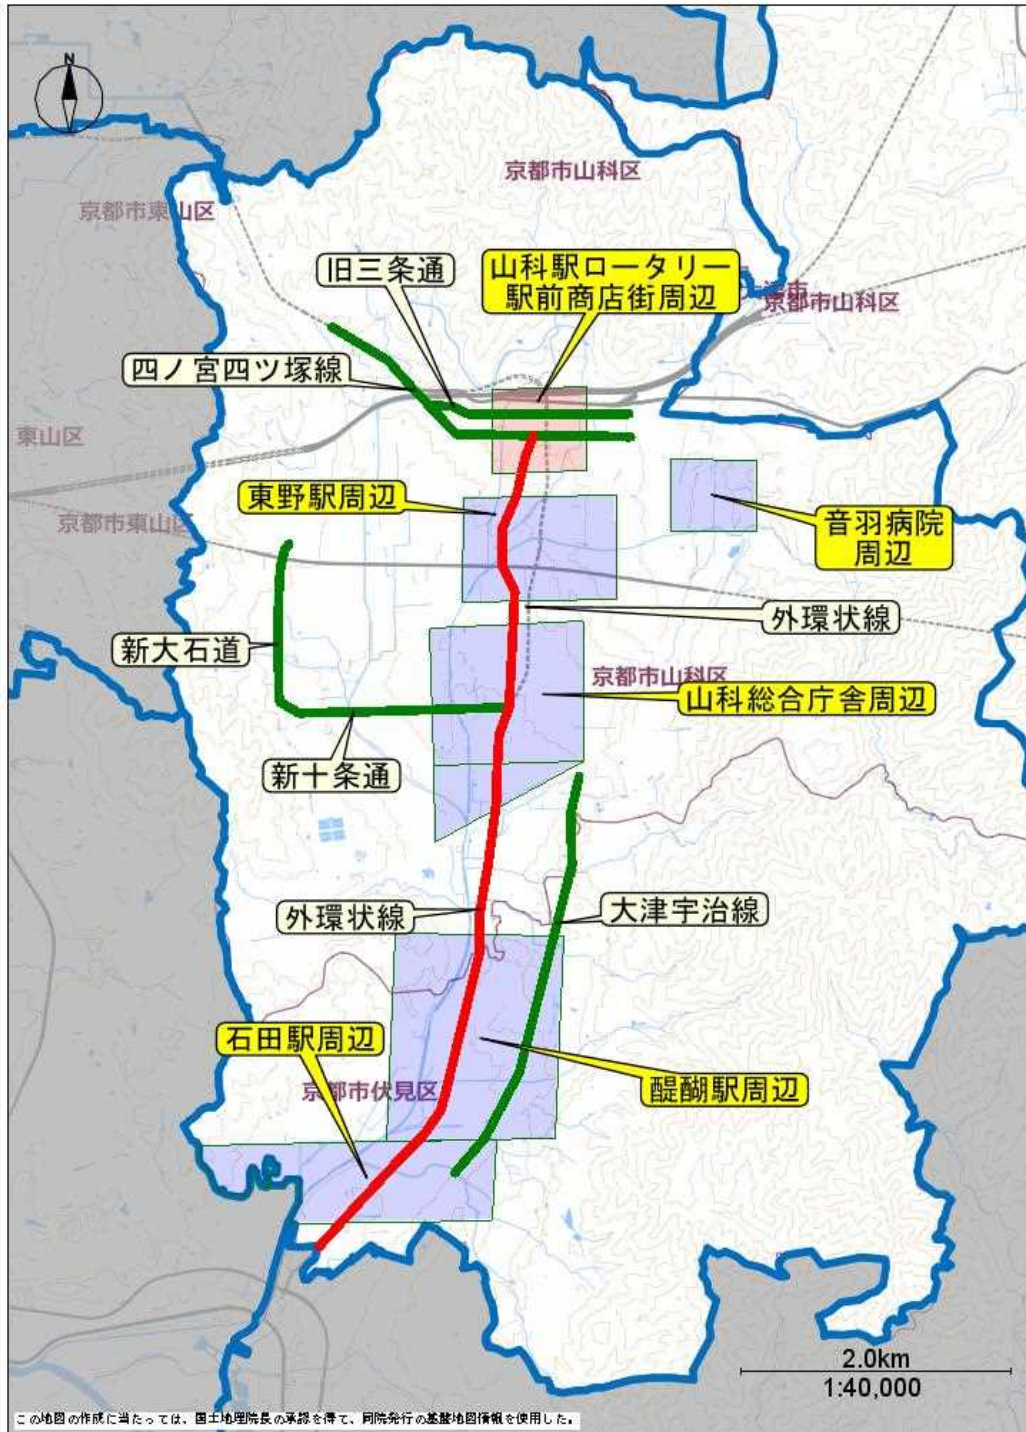 N
京都市山科区
京都市東山区
旧三条通
山科駅ロータリー
駅前商店街周辺
京都市山科区
四ノ宮四ツ塚線
東山区
東野駅周辺
京都市東山区
音羽病院
周辺
外環状線
新大石道
京都市山科区
山科総合庁舎周辺
新十条通
外環状線
大津宇治線
石田駅周辺
京都市伏見区
醍醐駅周辺
2.0km
1:40,000
この地図の作成に当たっては、国土地理院長の承認を得て、同院発行の基盤地図情報を使用した。